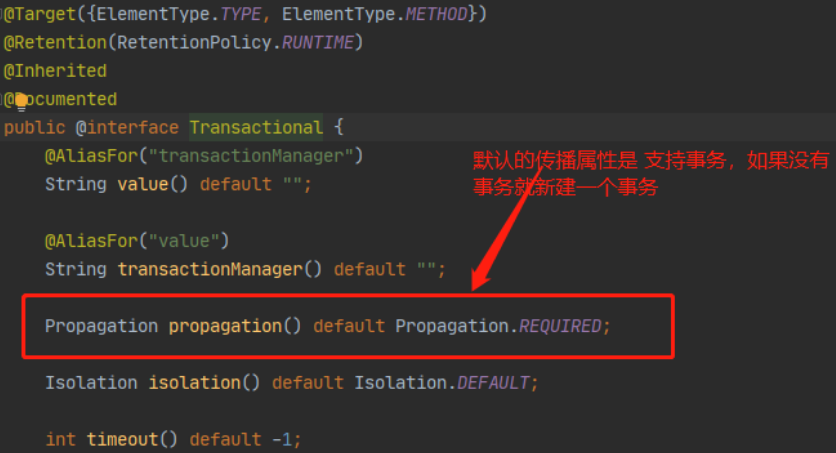 @Target({ElementType.TYPE, ElementType.METHOD})
@Retention(RetentionPolicy.RUNTIME)
@Inherited
@Documented
public @interface Transactional {
@AliasFor("transactionManager")
String value() default "";
默认的传播属性是 支持事务，如果没有
事务就新建一个事务
@AliasFor("value")
String transactionManager() default "";
Propagation propagation() default Propagation.REQUIRED;
Isolation isolation() default Isolation.DEFAULT;
int timeout() default -1;